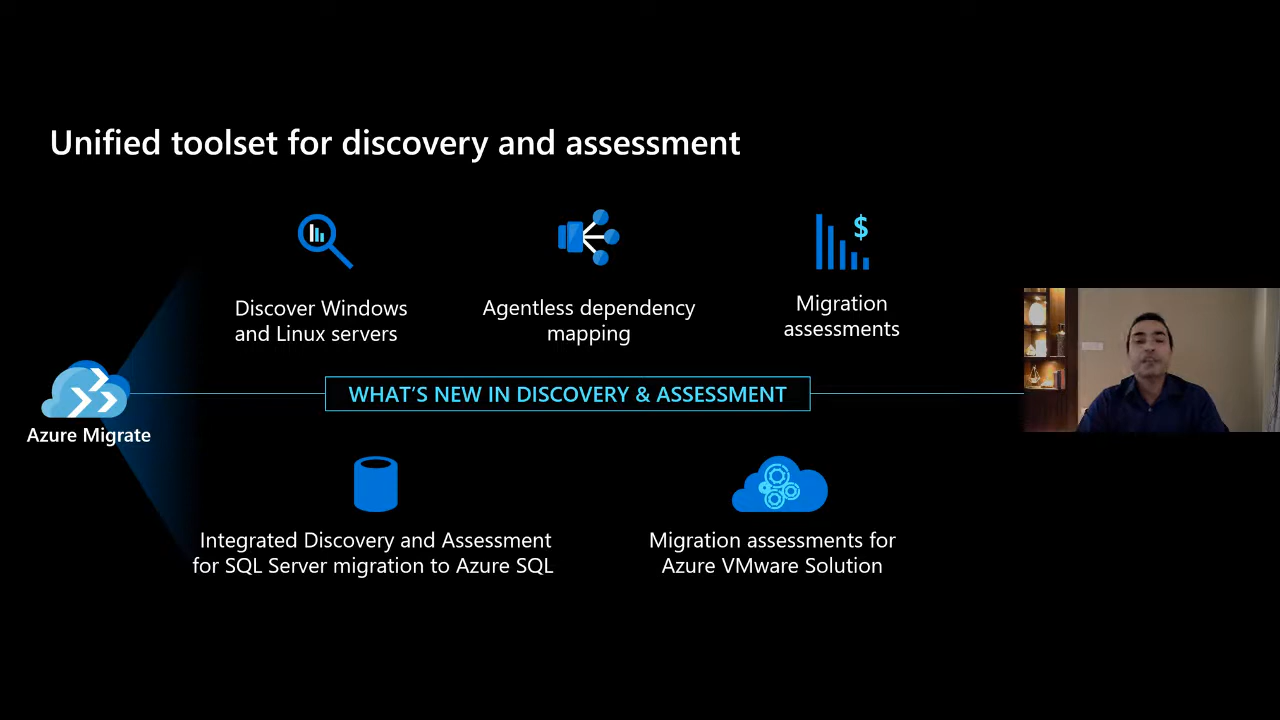 Unified toolset for discovery and assessment
$
Discover Windows
and Linux servers
Agentless dependency
mapping
Migration
assessments
WHAT'S NEW IN DISCOVERY & ASSESSMENT
Azure Migrate
Integrated Discovery and Assessment
for SQL Server migration to Azure SQL
Migration assessments for
Azure VMware Solution